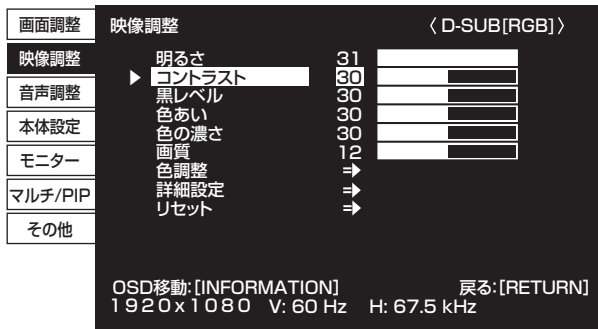 画面調整
映像調整
音声調整
本体設定
モニター
マルチ/PIP
その他
映像調整 〈D-SUB[RGB]〉
明るさ 31
コントラスト 30
黒レベル 30
色あい 30
色の濃さ 30
画質 12
色調整
詳細設定
リセット
OSD移動:[INFORMATION] 戻る:[RETURN]
1920x1080 V: 60 Hz H: 67.5 kHz